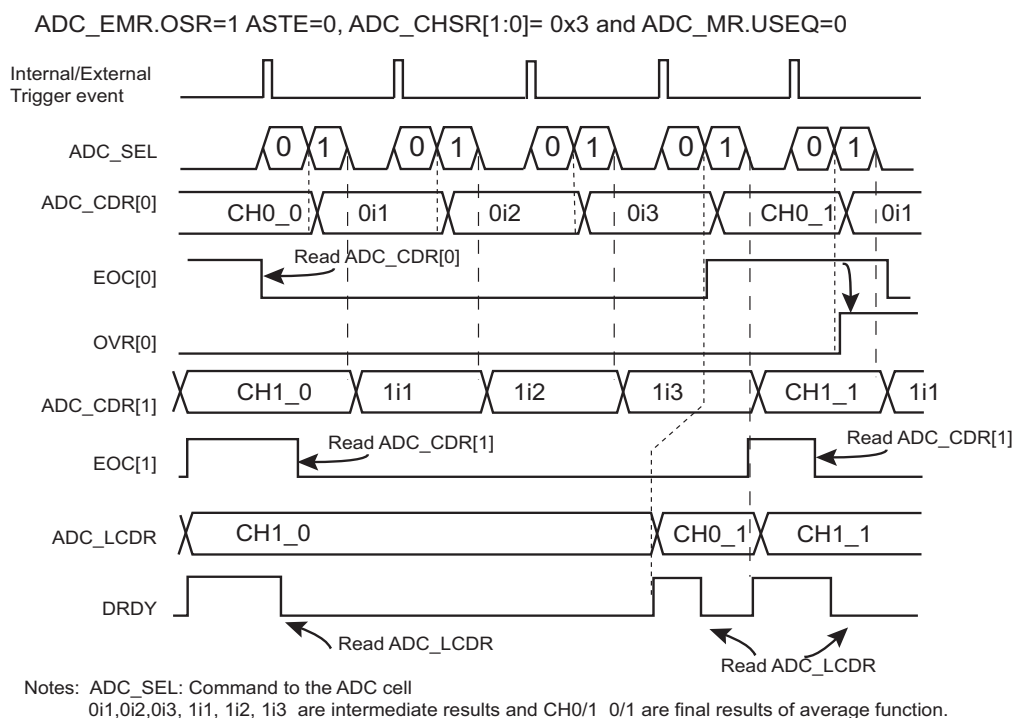 ADC_EMR.OSR=1 ASTE=0, ADC_CHSR[1:0]= 0x3 and ADC_MR.USEQ=0
Internal/External
Trigger event
ADC_SEL
0 1 0 1 0 1 0 1 0 1
ADC_CDR[0]
CH0_0 0i1 0i2 0i3 CH0_1 0i1
Read ADC_CDR[0]
EOC[0]
OVR[0]
ADC_CDR[1]
CH1_0 1i1 1i2 1i3 CH1_1 1i1
Read ADC_CDR[1] Read ADC_CDR[1]
EOC[1]
ADC_LCDR
CH1_0 CH0_1 CH1_1
DRDY
Read ADC_LCDR
Read ADC_LCDR
Notes: ADC_SEL: Command to the ADC cell
0i1,0i2,0i3, 1i1, 1i2, 1i3 are intermediate results and CH0/1_0/1 are final results of average function.